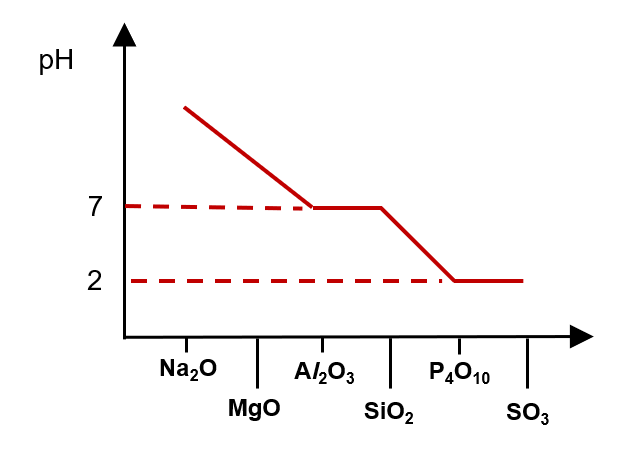 pH
7
2
Na₂O
MgO
Al₂O₃
SiO₂
P₄O₁₀
SO₃